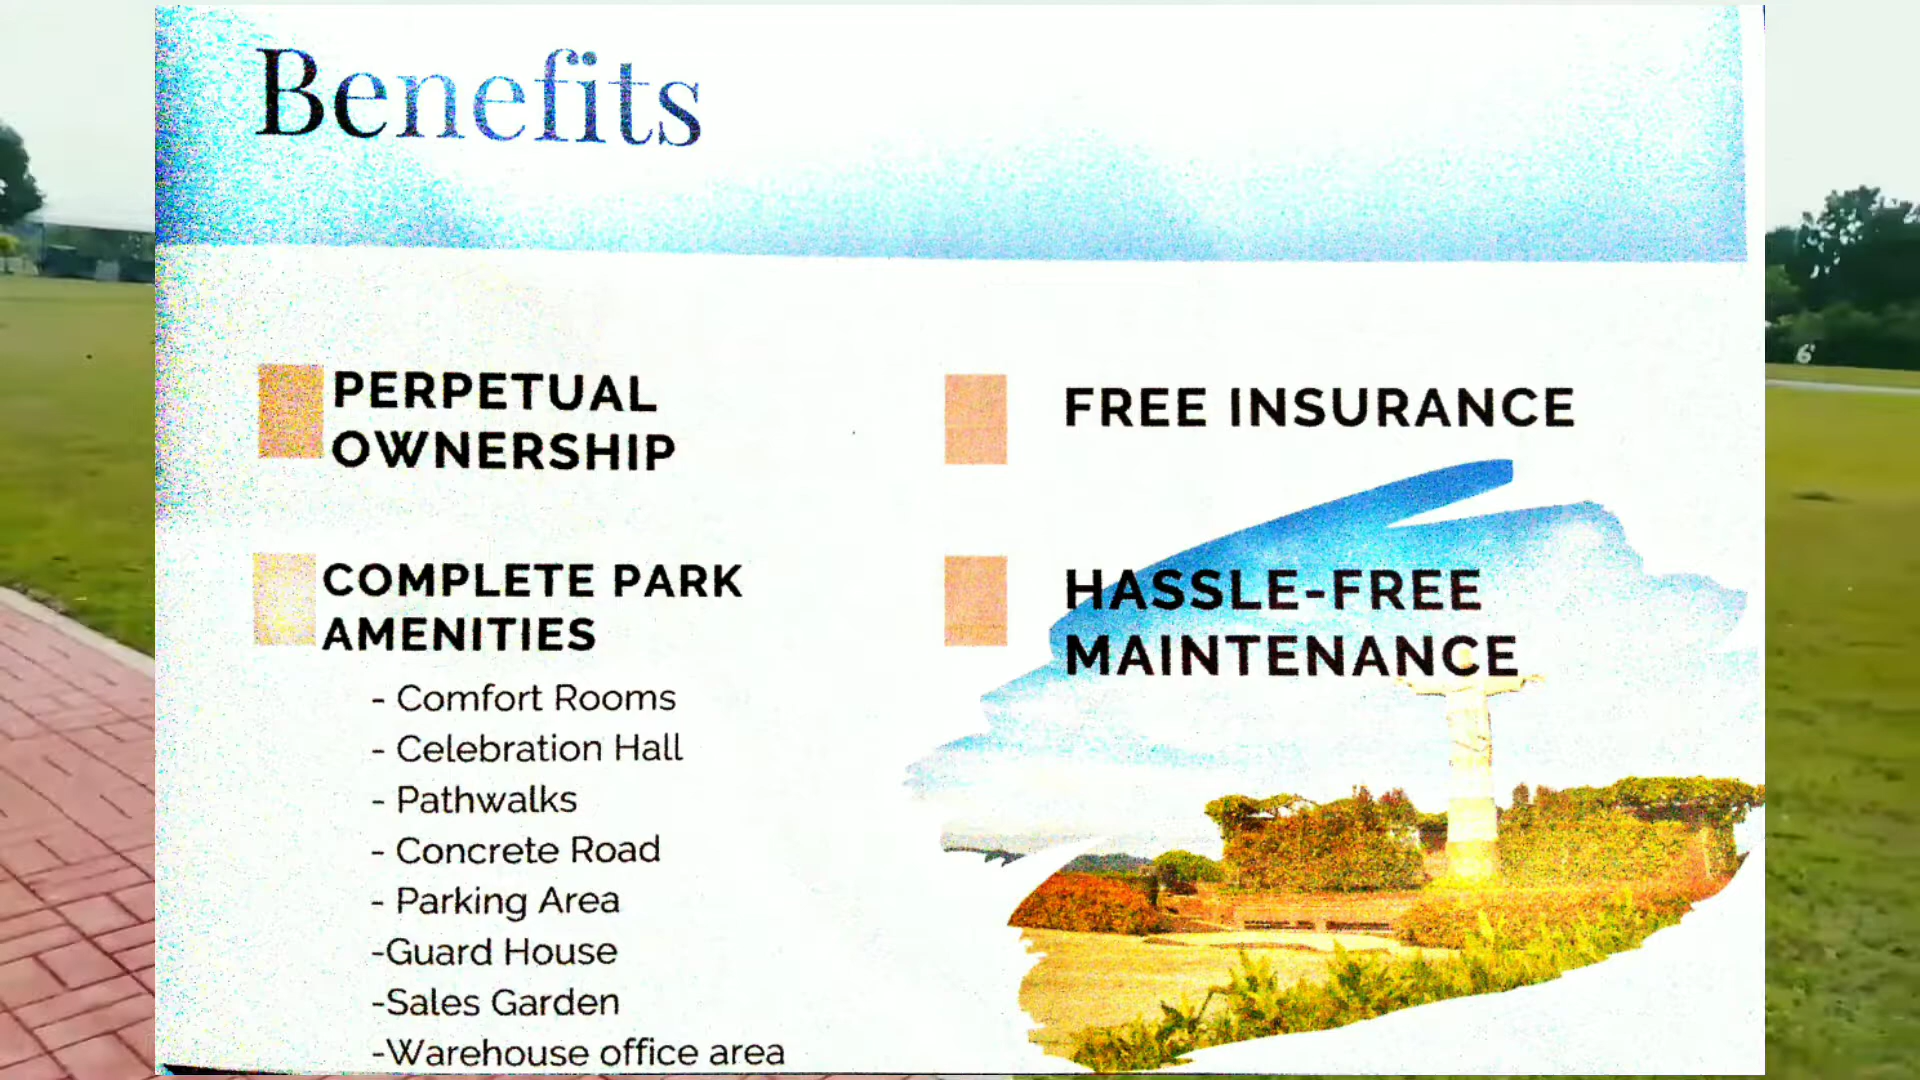 Benefits
PERPETUAL
OWNERSHIP
COMPLETE PARK
AMENITIES
- Comfort Rooms
- Celebration Hall
- Pathwalks
- Concrete Road
- Parking Area
-Guard House
-Sales Garden
-Warehouse office area
FREE INSURANCE
HASSLE-FREE
MAINTENANCE
6'